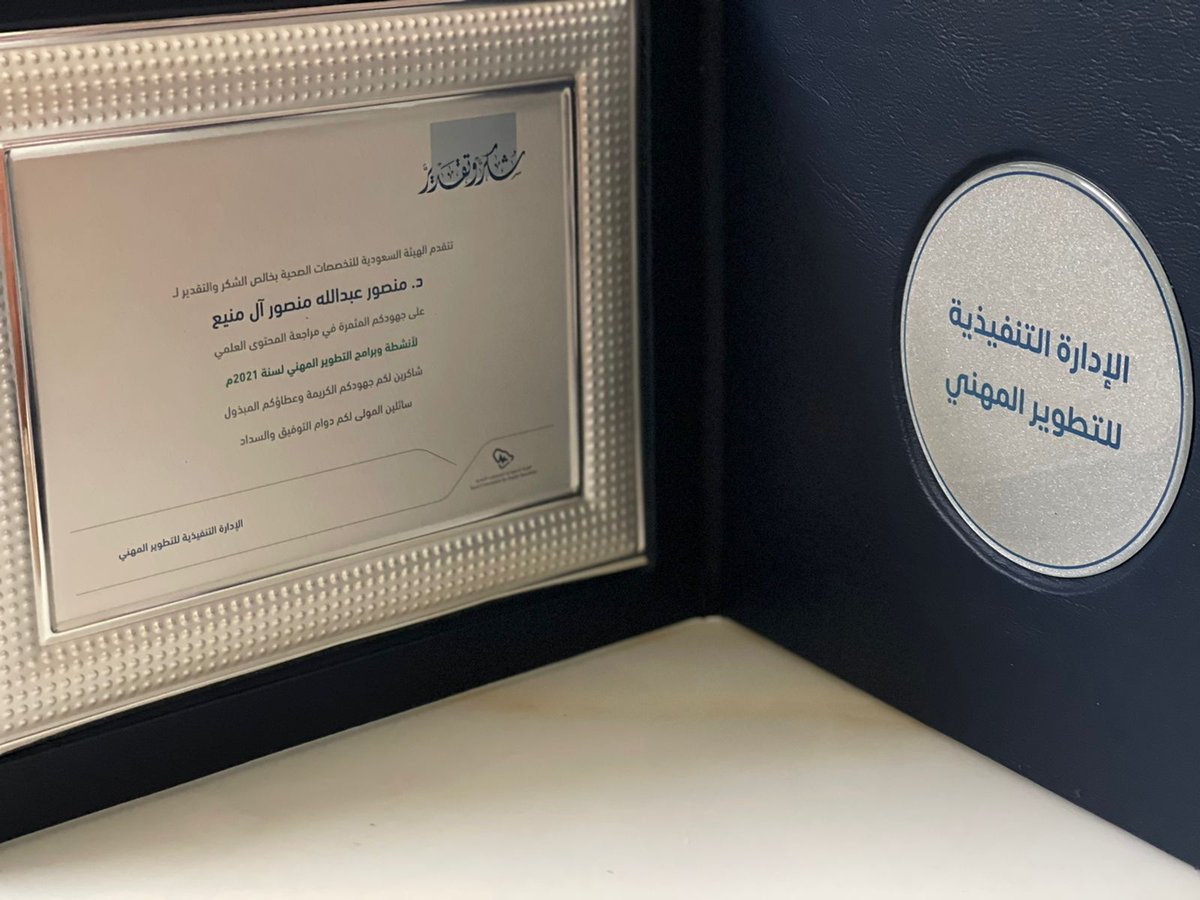 شكر وتقدير
تتقدم الهيئة السعودية للتخصصات الصحية بخالص الشكر والتقدير لـ
د. منصور عبدالله منصور آل منيع
على جهودكم المثمرة في مراجعة المحتوى العلمي
لأنشطة وبرامج التطوير المهني لسنة 2021م
شاكرين لكم جهودكم الكريمة وعطاؤكم المبذول
سائلين المولى لكم دوام التوفيق والسداد
الإدارة التنفيذية للتطوير المهني
الإدارة التنفيذية
للتطوير المهني